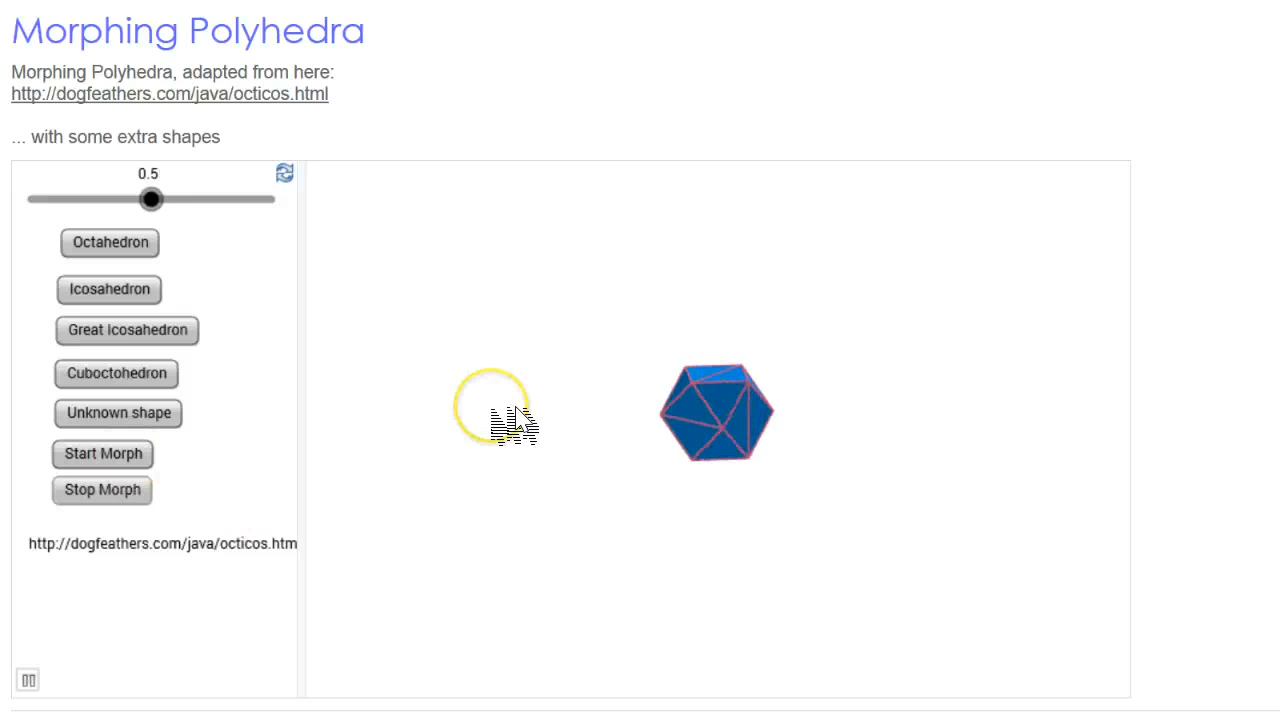 Morphing Polyhedra
Morphing Polyhedra, adapted from here:
http://dogfeathers.com/java/octicos.html
... with some extra shapes
0.5
Octahedron
Icosahedron
Great Icosahedron
Cuboctohedron
Unknown shape
Start Morph
Stop Morph
http://dogfeathers.com/java/octicos.htm